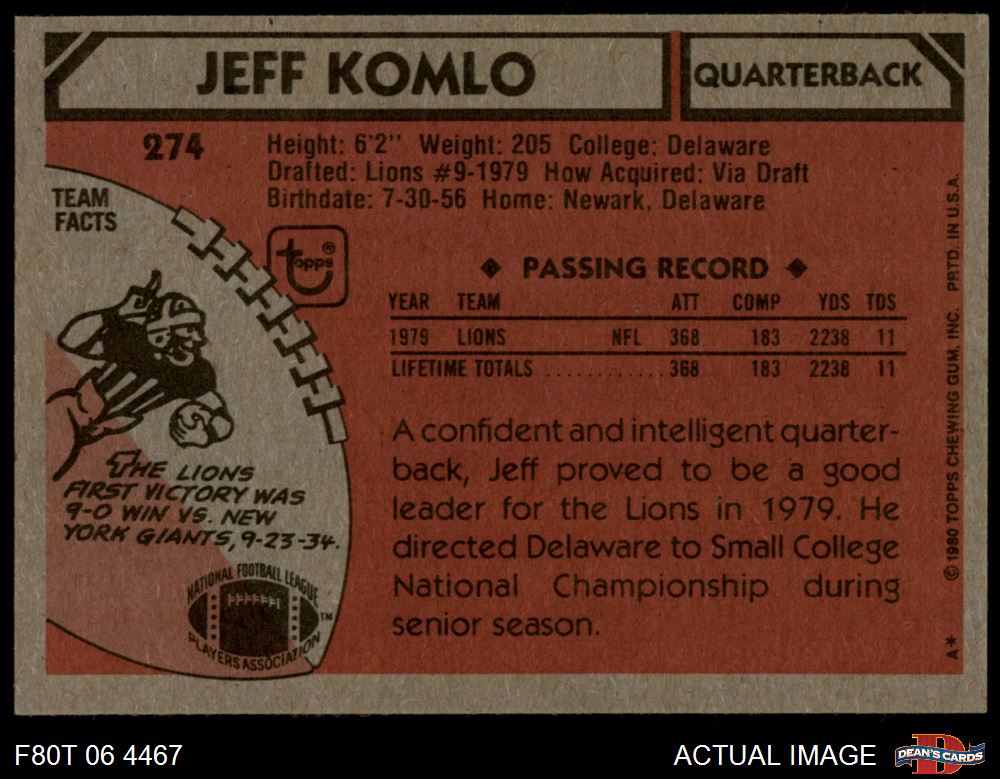 JEFF KOMLO
QUARTERBACK
274
Height: 6'2" Weight: 205 College: Delaware
Drafted: Lions #9-1979 How Acquired: Via Draft
Birthdate: 7-30-56 Home: Newark, Delaware
TEAM
FACTS
topps®
PASSING RECORD
YEAR TEAM ATT COMP YDS TDS
1979 LIONS NFL 368 183 2238 11
LIFETIME TOTALS ............ 368 183 2238 11
A confident and intelligent quarter-
back, Jeff proved to be a good
leader for the Lions in 1979. He
directed Delaware to Small College
National Championship during
senior season.
THE LIONS
FIRST VICTORY WAS
9-0 WIN VS. NEW
YORK GIANTS, 9-23-34.
NATIONAL FOOTBALL LEAGUE
PLAYERS ASSOCIATION
TM
A* © 1980 TOPPS CHEWING GUM, INC. PRTD. IN U.S.A.
F80T 06 4467
ACTUAL IMAGE
DEAN'S CARDS